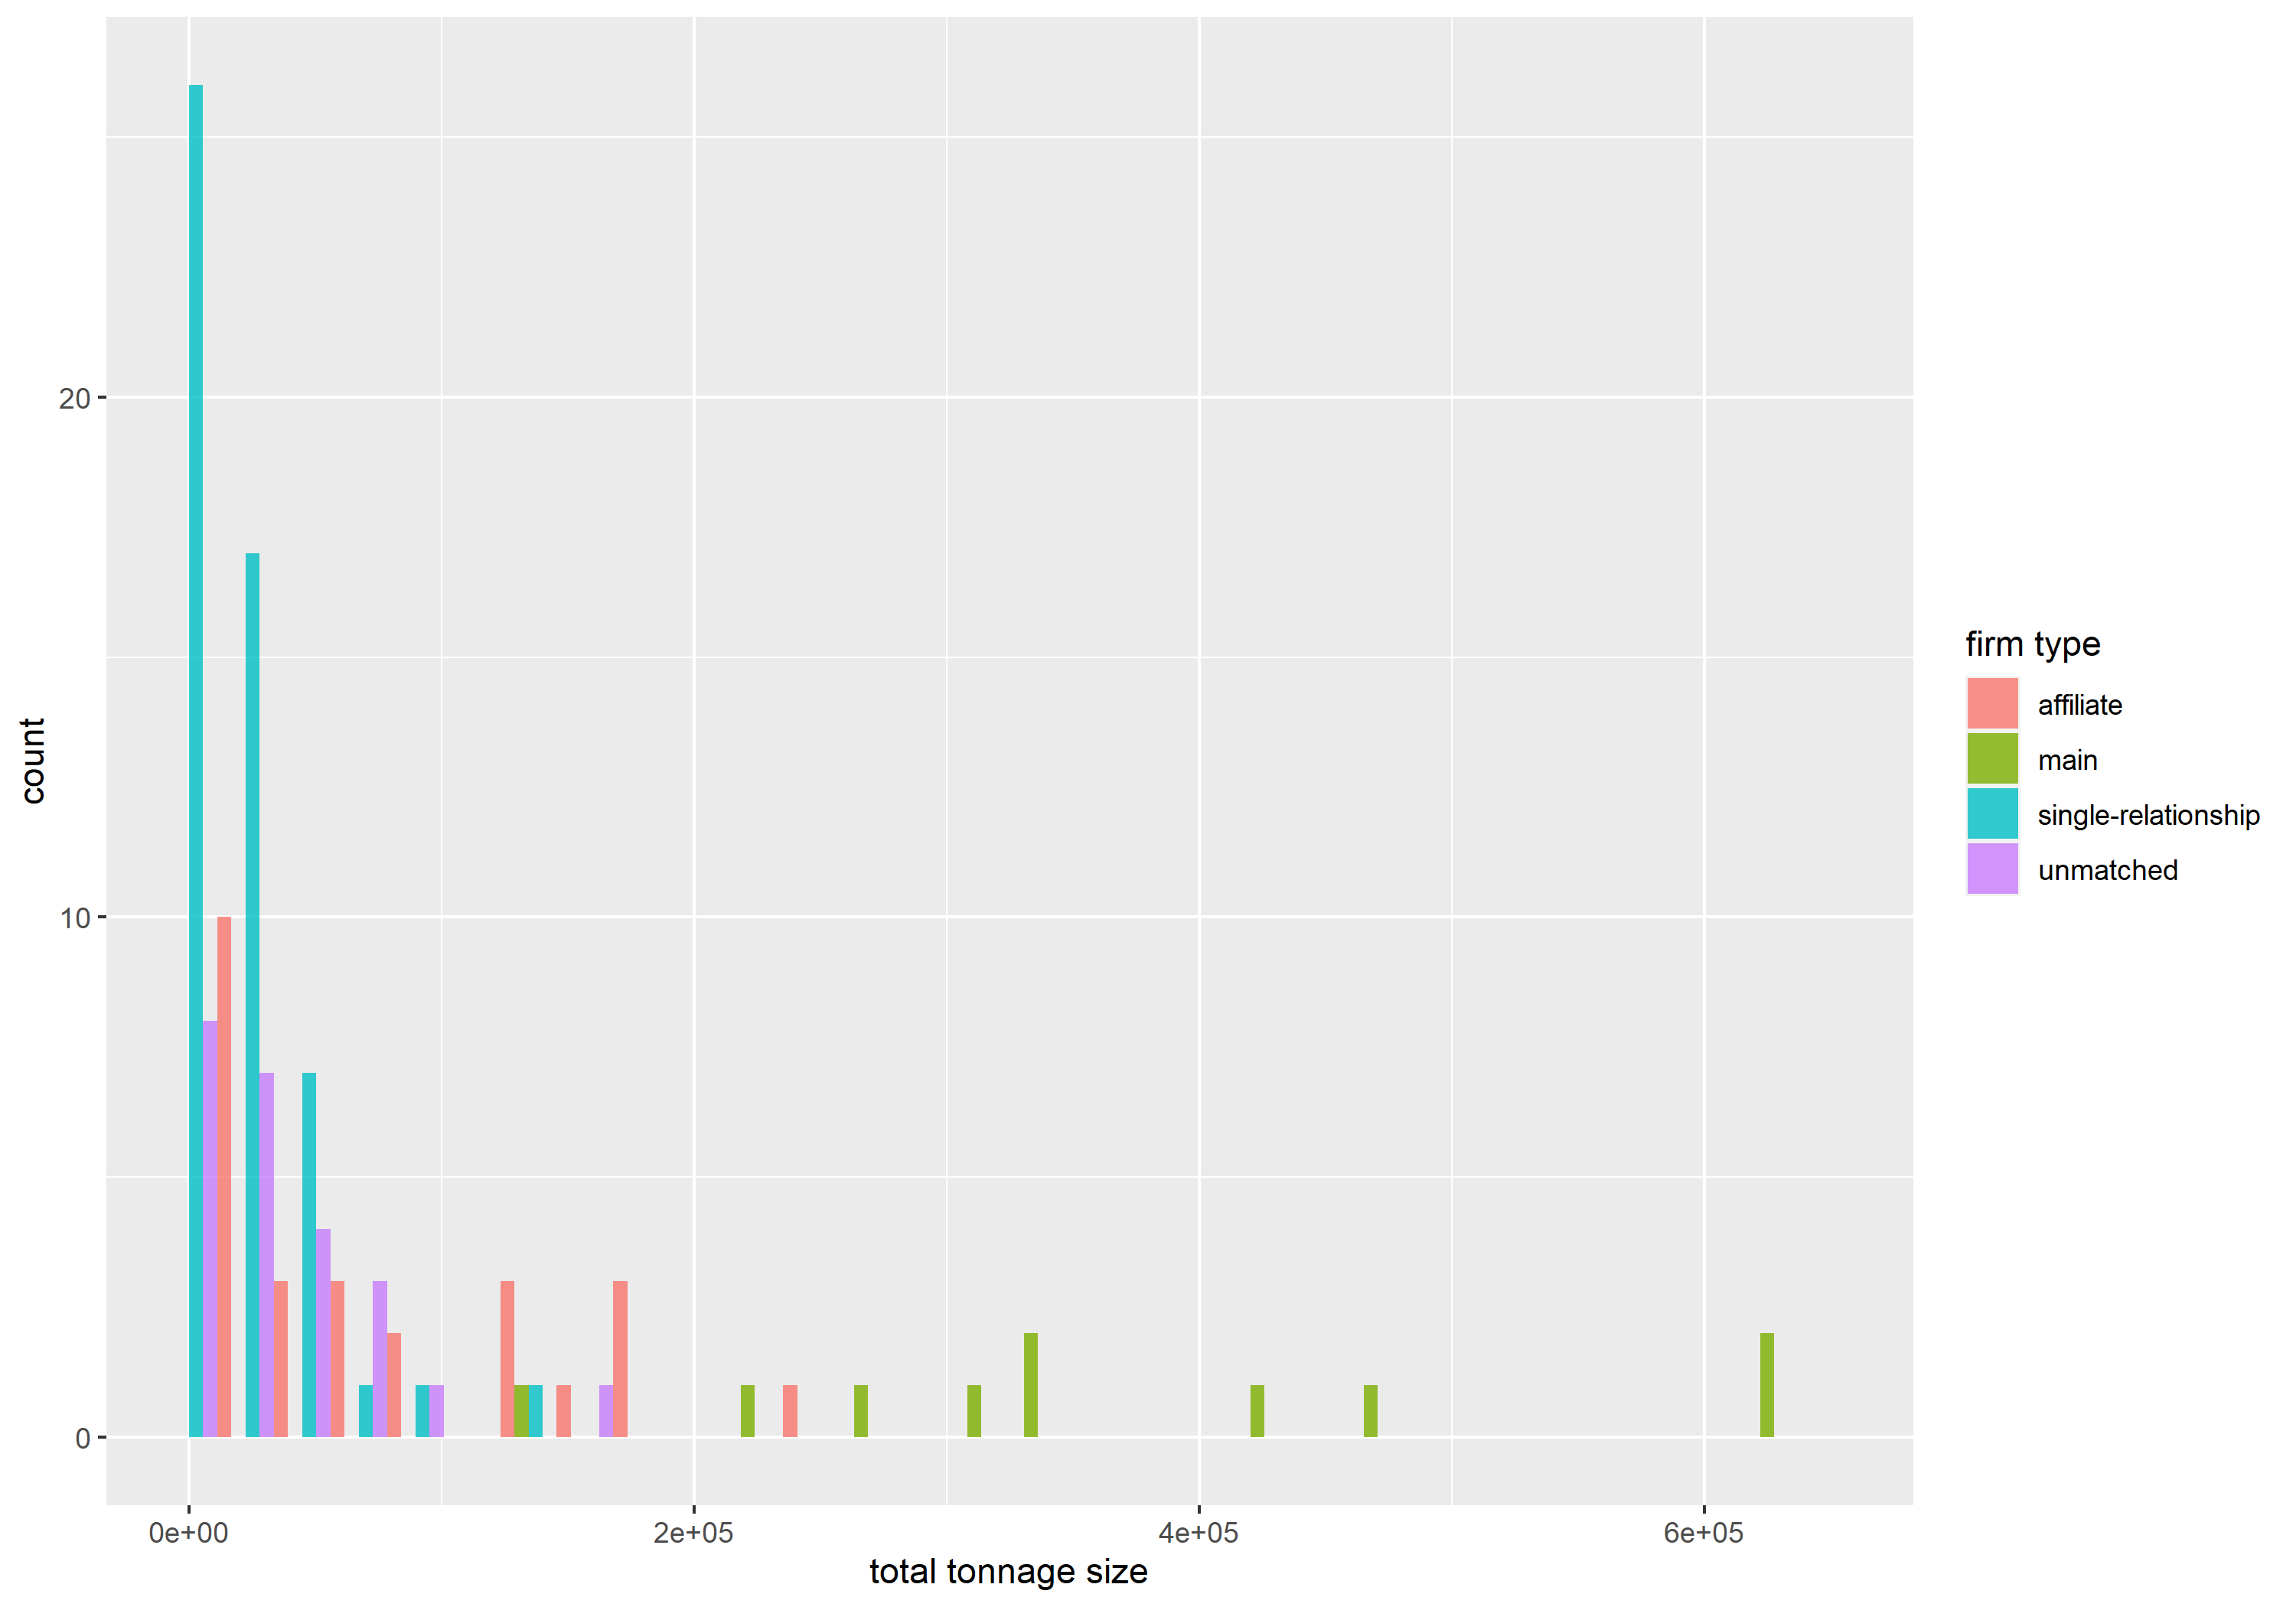 20
10
0
count
0e+00
2e+05
4e+05
6e+05
total tonnage size
firm type
affiliate
main
single-relationship
unmatched